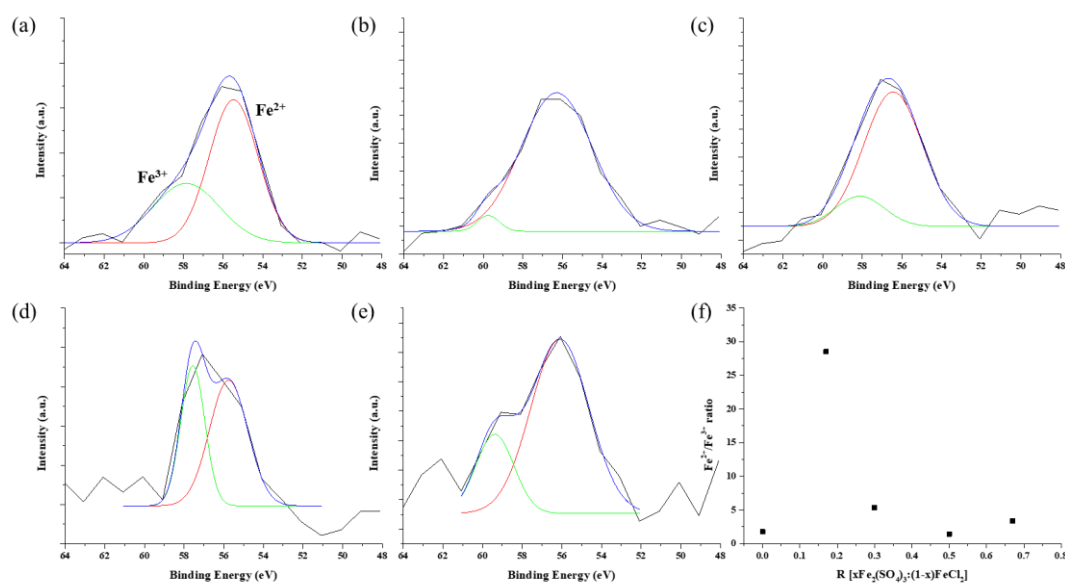 (a)
Intensity (a.u.)
Fe³⁺
Fe²⁺
64 62 60 58 56 54 52 50 48
Binding Energy (eV)
(b)
Intensity (a.u.)
64 62 60 58 56 54 52 50 48
Binding Energy (eV)
(c)
Intensity (a.u.)
64 62 60 58 56 54 52 50 48
Binding Energy (eV)
(d)
Intensity (a.u.)
64 62 60 58 56 54 52 50 48
Binding Energy (eV)
(e)
Intensity (a.u.)
64 62 60 58 56 54 52 50 48
Binding Energy (eV)
(f)
Fe²⁺/Fe³⁺ ratio
35
30
25
20
15
10
5
0
0.0 0.1 0.2 0.3 0.4 0.5 0.6 0.7 0.8
R [xFe₂(SO₄)₃:(1-x)FeCl₂]